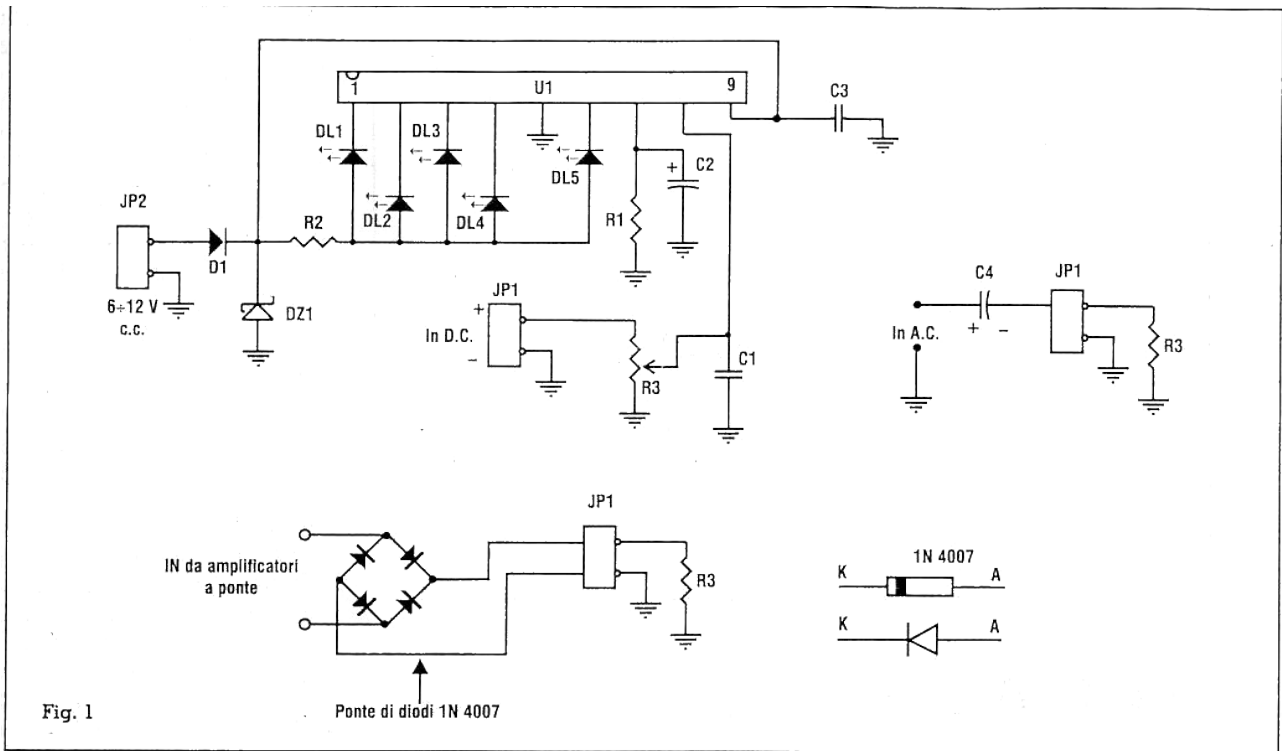 1
U1
9
C3
DL1
DL3
DL5
C2
JP2
R2
DL2
DL4
R1
D1
6÷12 V
c.c.
DZ1
JP1
+
In D.C.
−
R3
C1
C4
JP1
In A.C.
+ −
R3
JP1
IN da amplificatori
a ponte
R3
1N 4007
K A
K A
Ponte di diodi 1N 4007
Fig. 1
+